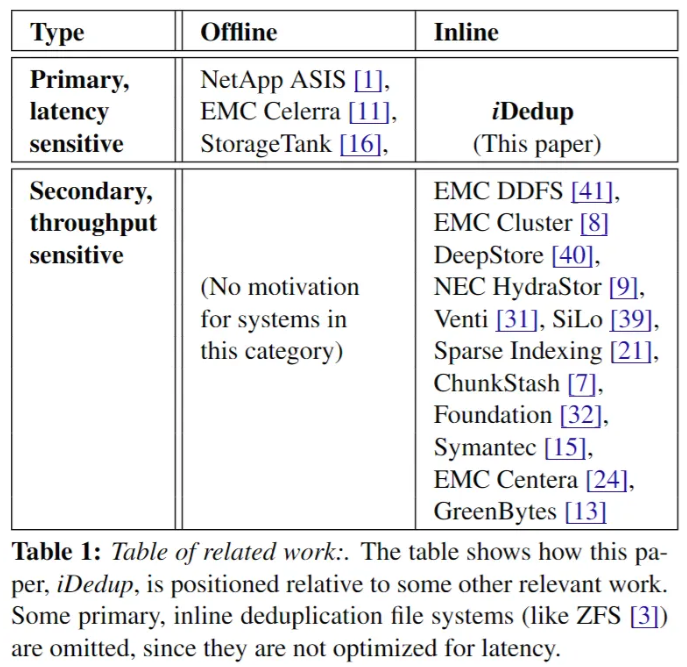 Type Offline Inline
Primary, NetApp ASIS [1],
latency EMC Celerra [11], iDedup
sensitive StorageTank [16], (This paper)
Secondary, EMC DDFS [41],
throughput EMC Cluster [8]
sensitive DeepStore [40],
(No motivation NEC HydraStor [9],
for systems in Venti [31], SiLo [39],
this category) Sparse Indexing [21],
ChunkStash [7],
Foundation [32],
Symantec [15],
EMC Centera [24],
GreenBytes [13]
Table 1: Table of related work:. The table shows how this pa-
per, iDedup, is positioned relative to some other relevant work.
Some primary, inline deduplication file systems (like ZFS [3])
are omitted, since they are not optimized for latency.